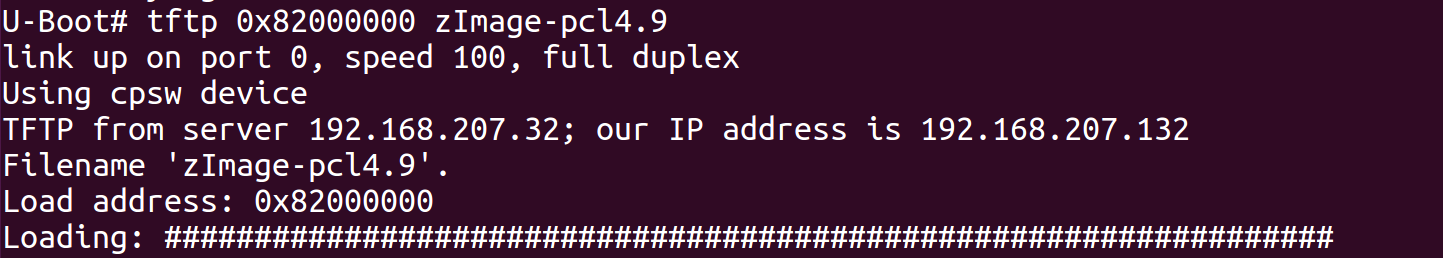 U-Boot# tftp 0x82000000 zImage-pcl4.9
link up on port 0, speed 100, full duplex
Using cpsw device
TFTP from server 192.168.207.32; our IP address is 192.168.207.132
Filename 'zImage-pcl4.9'.
Load address: 0x82000000
Loading: #################################################################